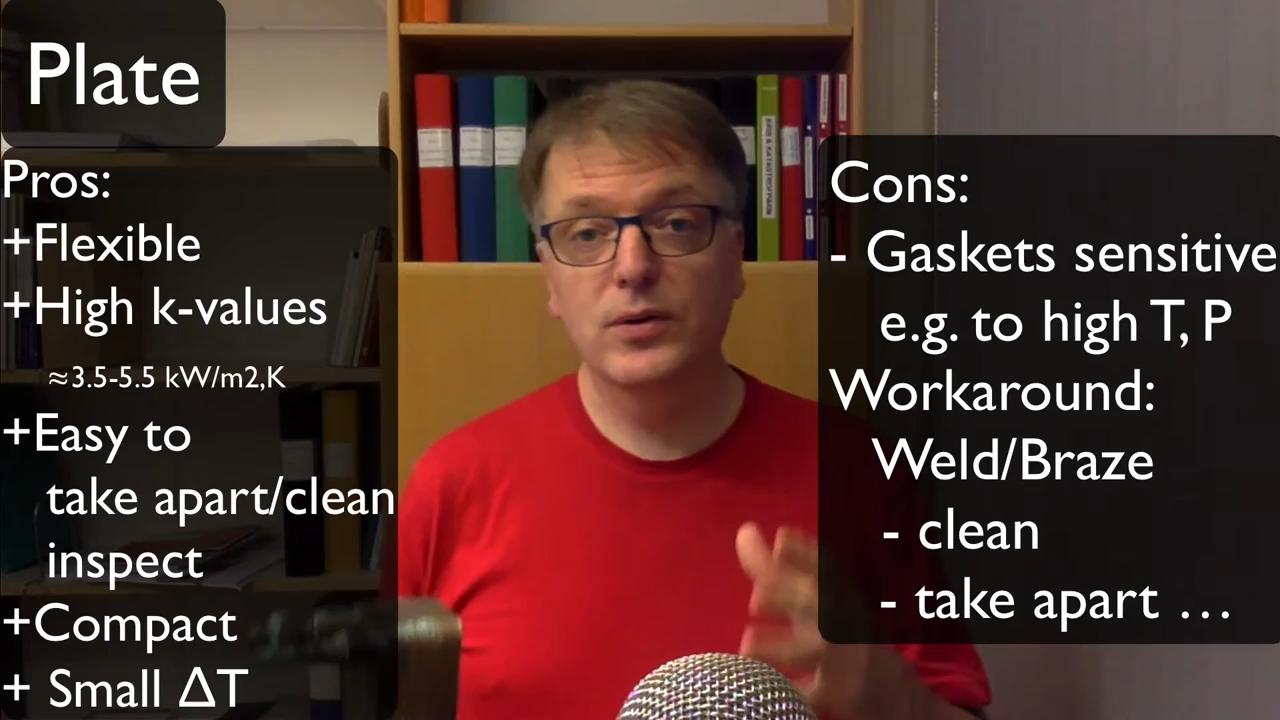 Plate
Pros:
+Flexible
+High k-values
≈3.5-5.5 kW/m2,K
+Easy to
take apart/clean
inspect
+Compact
+ Small ΔT
Cons:
- Gaskets sensitive
e.g. to high T, P
Workaround:
Weld/Braze
- clean
- take apart …